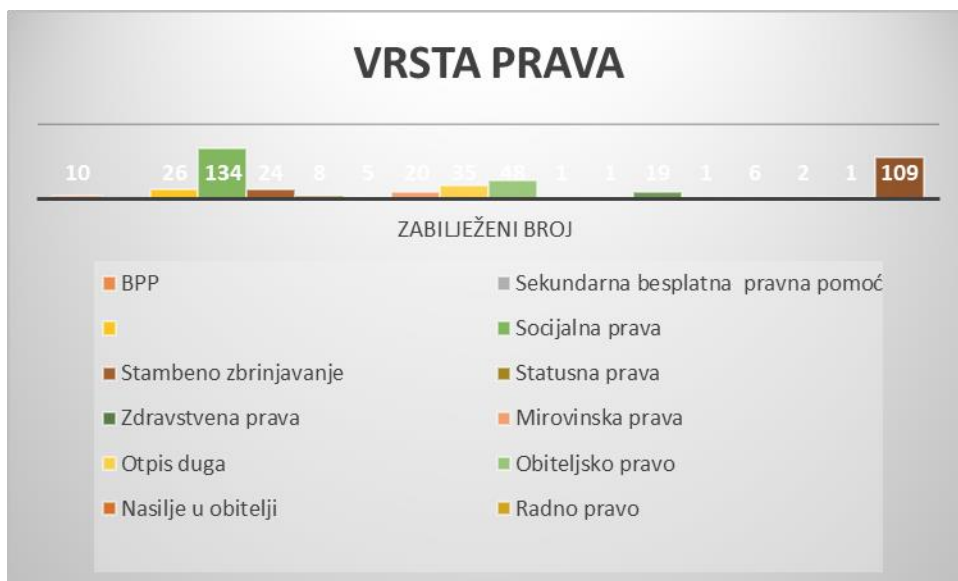 VRSTA PRAVA
10 26 134 24 8 5 20 35 48 1 1 19 1 6 2 1 109
ZABILJEŽENI BROJ
BPP Sekundarna besplatna pravna pomoć
Socijalna prava
Stambeno zbrinjavanje Statusna prava
Zdravstvena prava Mirovinska prava
Otpis duga Obiteljsko pravo
Nasilje u obitelji Radno pravo